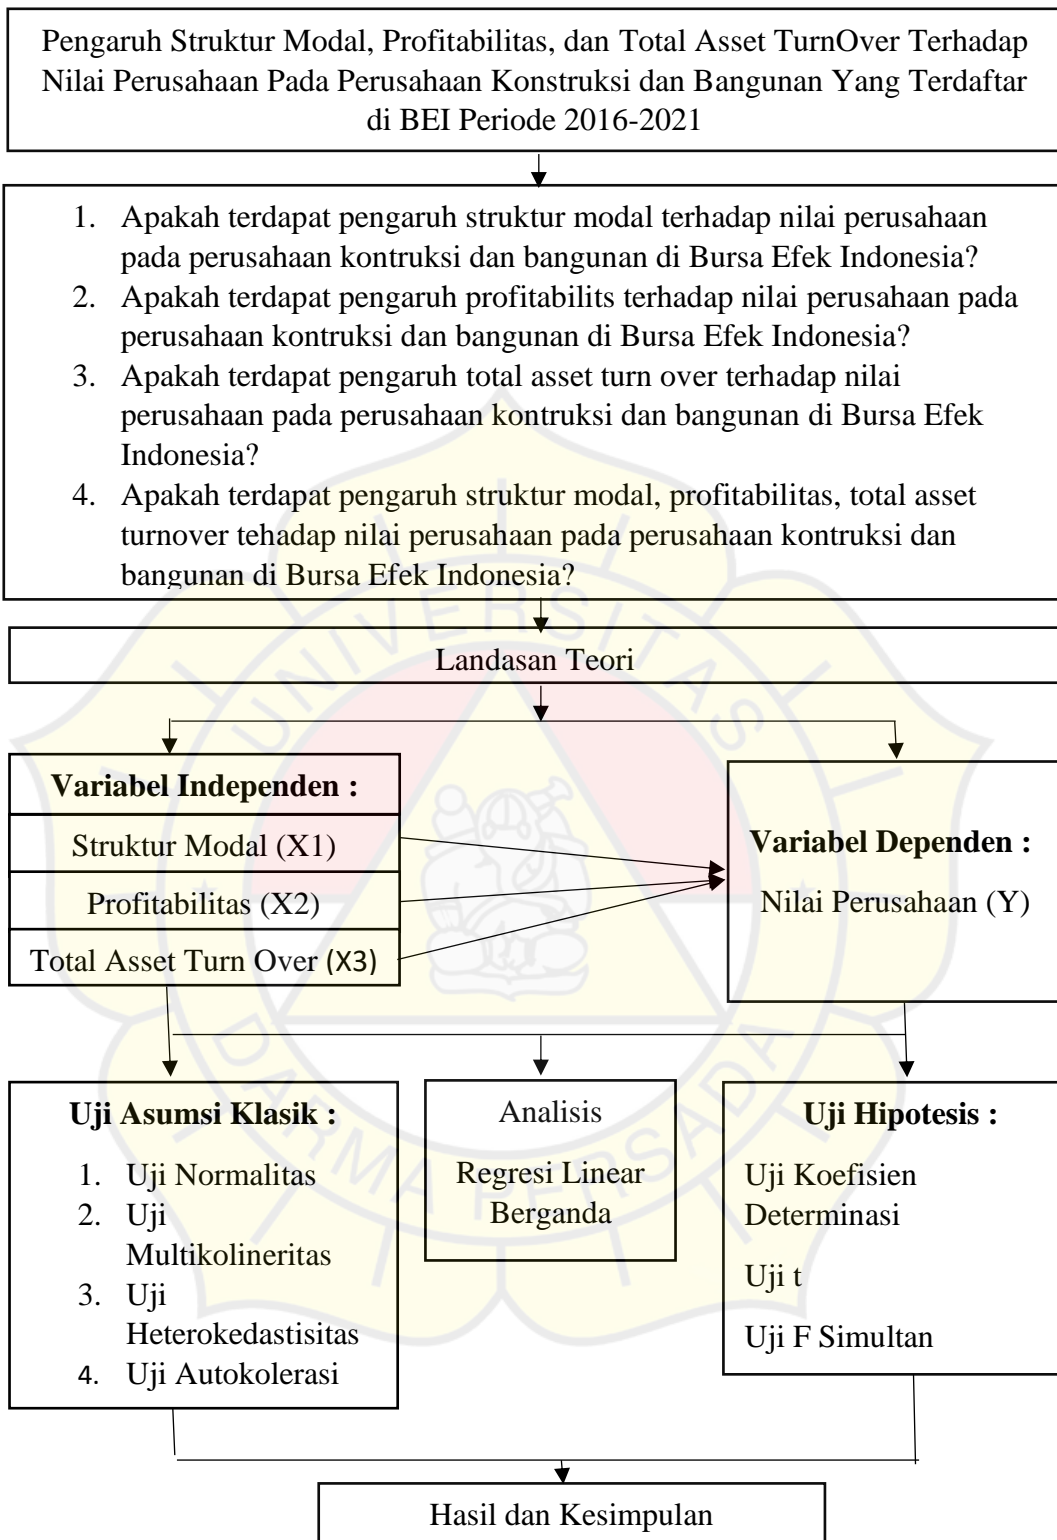 Pengaruh Struktur Modal, Profitabilitas, dan Total Asset TurnOver Terhadap
Nilai Perusahaan Pada Perusahaan Konstruksi dan Bangunan Yang Terdaftar
di BEI Periode 2016-2021
1. Apakah terdapat pengaruh struktur modal terhadap nilai perusahaan
pada perusahaan kontruksi dan bangunan di Bursa Efek Indonesia?
2. Apakah terdapat pengaruh profitabilits terhadap nilai perusahaan pada
perusahaan kontruksi dan bangunan di Bursa Efek Indonesia?
3. Apakah terdapat pengaruh total asset turn over terhadap nilai
perusahaan pada perusahaan kontruksi dan bangunan di Bursa Efek
Indonesia?
4. Apakah terdapat pengaruh struktur modal, profitabilitas, total asset
turnover tehadap nilai perusahaan pada perusahaan kontruksi dan
bangunan di Bursa Efek Indonesia?
Landasan Teori
Variabel Independen :
Struktur Modal (X1)
Profitabilitas (X2)
Total Asset Turn Over (X3)
Variabel Dependen :
Nilai Perusahaan (Y)
Uji Asumsi Klasik :
1. Uji Normalitas
2. Uji
Multikolineritas
3. Uji
Heterokedastisitas
4. Uji Autokolerasi
Analisis
Regresi Linear
Berganda
Uji Hipotesis :
Uji Koefisien
Determinasi
Uji t
Uji F Simultan
Hasil dan Kesimpulan
UNIVERSITAS
DARMA PERSADA